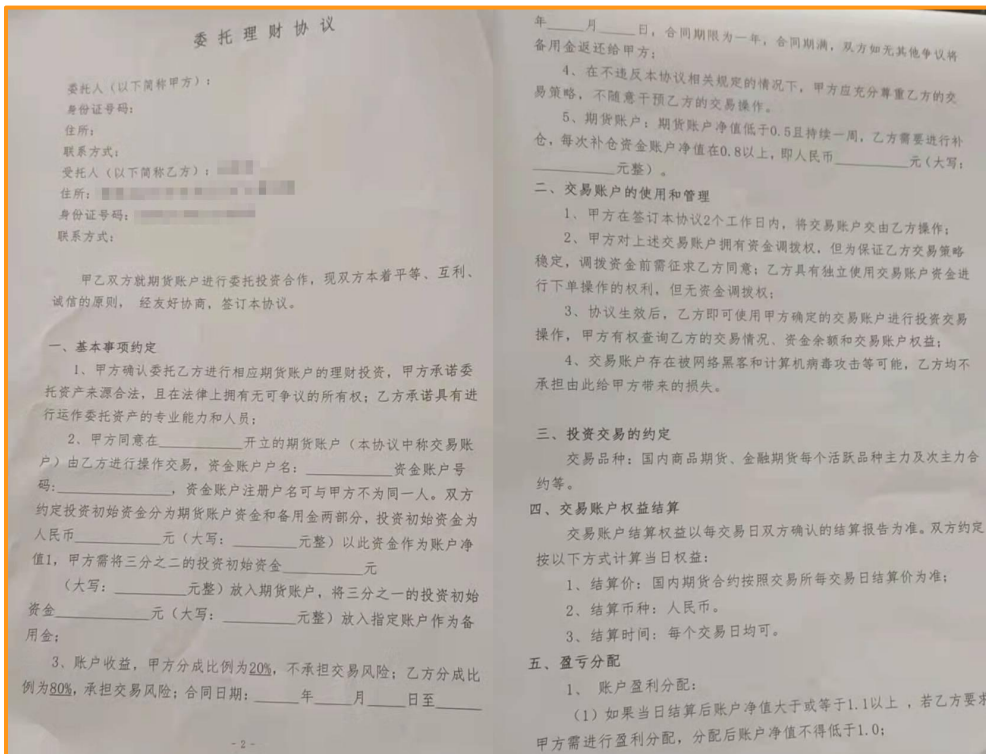 委托理财协议
委托人（以下简称甲方）：
身份证号码：
住所：
联系方式：
受托人（以下简称乙方）：
住所：
身份证号码：
联系方式：
甲乙双方就期货账户进行委托投资合作，现双方本着平等、互利、
诚信的原则， 经友好协商，签订本协议。
一、基本事项约定
1、甲方确认委托乙方进行相应期货账户的理财投资，甲方承诺委
托资产来源合法，且在法律上拥有无可争议的所有权；乙方承诺具有进
行运作委托资产的专业能力和人员；
2、甲方同意在________开立的期货账户（本协议中称交易账
户）由乙方进行操作交易，资金账户户名：________资金账户号
码:__________，资金账户注册户名可与甲方不为同一人。双方
约定投资初始资金分为期货账户资金和备用金两部分，投资初始资金为
人民币________元（大写：______元整）以此资金作为账户净
值1，甲方需将三分之二的投资初始资金________元
（大写：______元整）放入期货账户，将三分之一的投资初始
资金________元（大写：______元整）放入指定账户作为备
用金；
3、账户收益，甲方分成比例为20%，不承担交易风险；乙方分成比
例为80%，承担交易风险；合同日期：____年____月____日至____
-2-
年____月____日，合同期限为一年，合同期满，双方如无其他争议将
备用金返还给甲方；
4、在不违反本协议相关规定的情况下，甲方应充分尊重乙方的交
易策略，不随意干预乙方的交易操作。
5、期货账户：期货账户净值低于0.5且持续一周，乙方需要进行补
仓，每次补仓资金账户净值在0.8以上，即人民币________元（大写：
________元整）。
二、交易账户的使用和管理
1、甲方在签订本协议2个工作日内，将交易账户交由乙方操作；
2、甲方对上述交易账户拥有资金调拨权，但为保证乙方交易策略
稳定，调拨资金前需征求乙方同意；乙方具有独立使用交易账户资金进
行下单操作的权利，但无资金调拨权；
3、协议生效后，乙方即可使用甲方确定的交易账户进行投资交易
操作，甲方有权查询乙方的交易情况、资金余额和交易账户权益；
4、交易账户存在被网络黑客和计算机病毒攻击等可能，乙方均不
承担由此给甲方带来的损失。
三、投资交易的约定
交易品种：国内商品期货、金融期货每个活跃品种主力及次主力合
约等。
四、交易账户权益结算
交易账户结算权益以每交易日双方确认的结算报告为准。双方约定
按以下方式计算当日权益：
1、结算价：国内期货合约按照交易所每交易日结算价为准；
2、结算币种：人民币。
3、结算时间：每个交易日均可。
五、盈亏分配
1、 账户盈利分配：
（1）如果当日结算后账户净值大于或等于1.1以上 ，若乙方要求
甲方需进行盈利分配，分配后账户净值不得低于1.0；